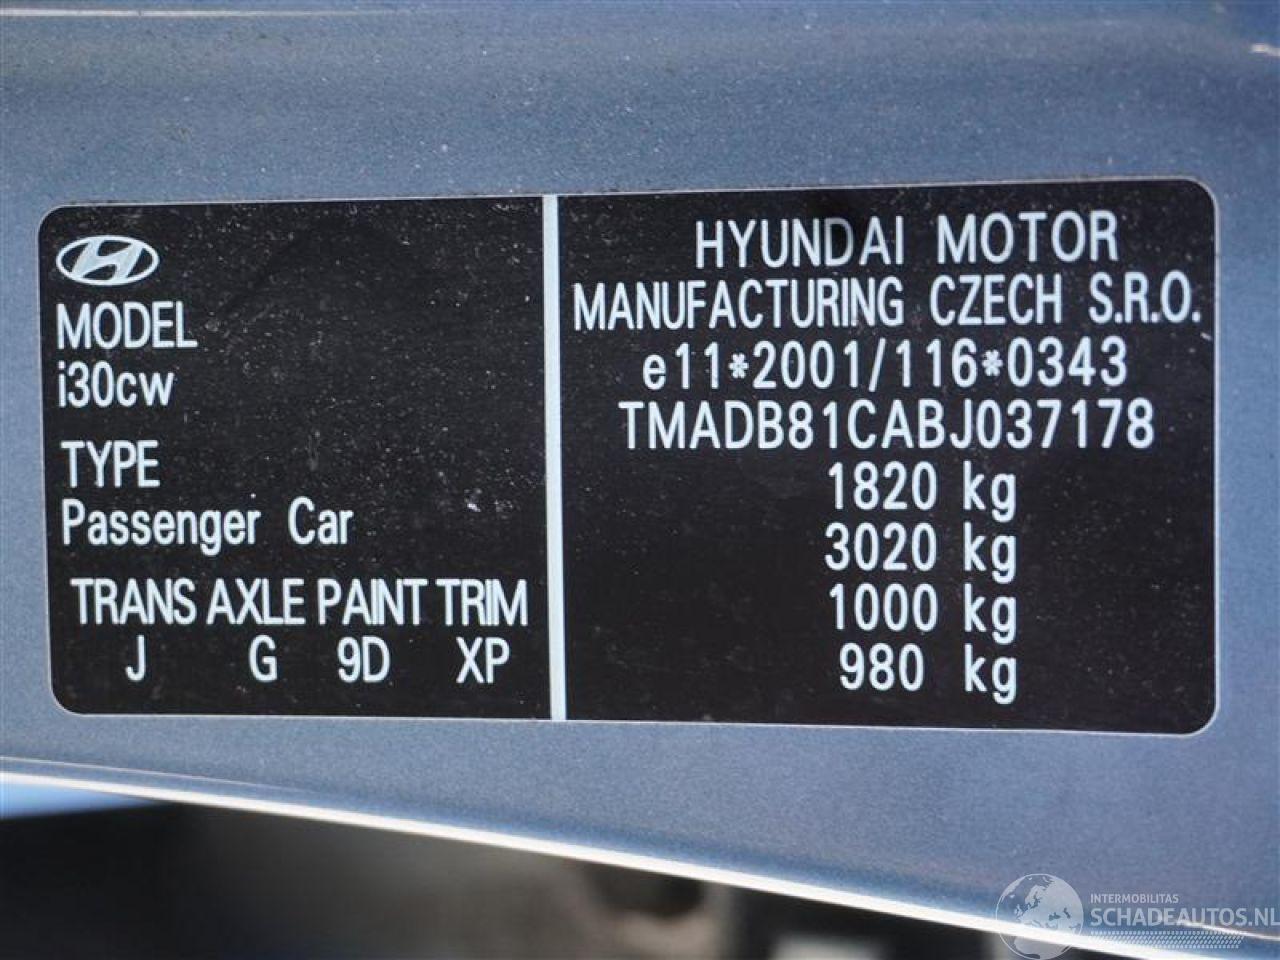 MODEL
i30cw
TYPE
Passenger Car
TRANS AXLE PAINT TRIM
J G 9D XP
HYUNDAI MOTOR
MANUFACTURING CZECH S.R.O.
e11*2001/116*0343
TMADB81CABJ037178
1820 kg
3020 kg
1000 kg
980 kg
INTERMOBILITAS
SCHADEAUTOS.NL